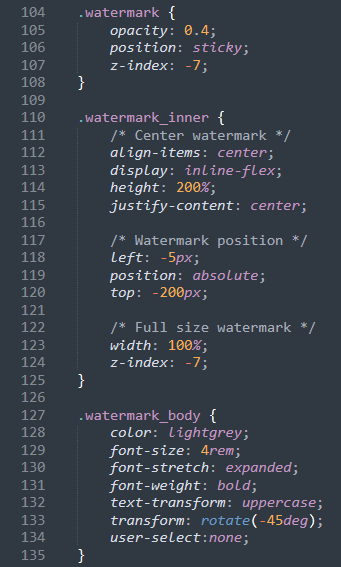 104 .watermark {
105     opacity: 0.4;
106     position: sticky;
107     z-index: -7;
108 }
109
110 .watermark_inner {
111     /* Center watermark */
112     align-items: center;
113     display: inline-flex;
114     height: 200%;
115     justify-content: center;
116
117     /* Watermark position */
118     left: -5px;
119     position: absolute;
120     top: -200px;
121
122     /* Full size watermark */
123     width: 100%;
124     z-index: -7;
125 }
126
127 .watermark_body {
128     color: lightgrey;
129     font-size: 4rem;
130     font-stretch: expanded;
131     font-weight: bold;
132     text-transform: uppercase;
133     transform: rotate(-45deg);
134     user-select:none;
135 }